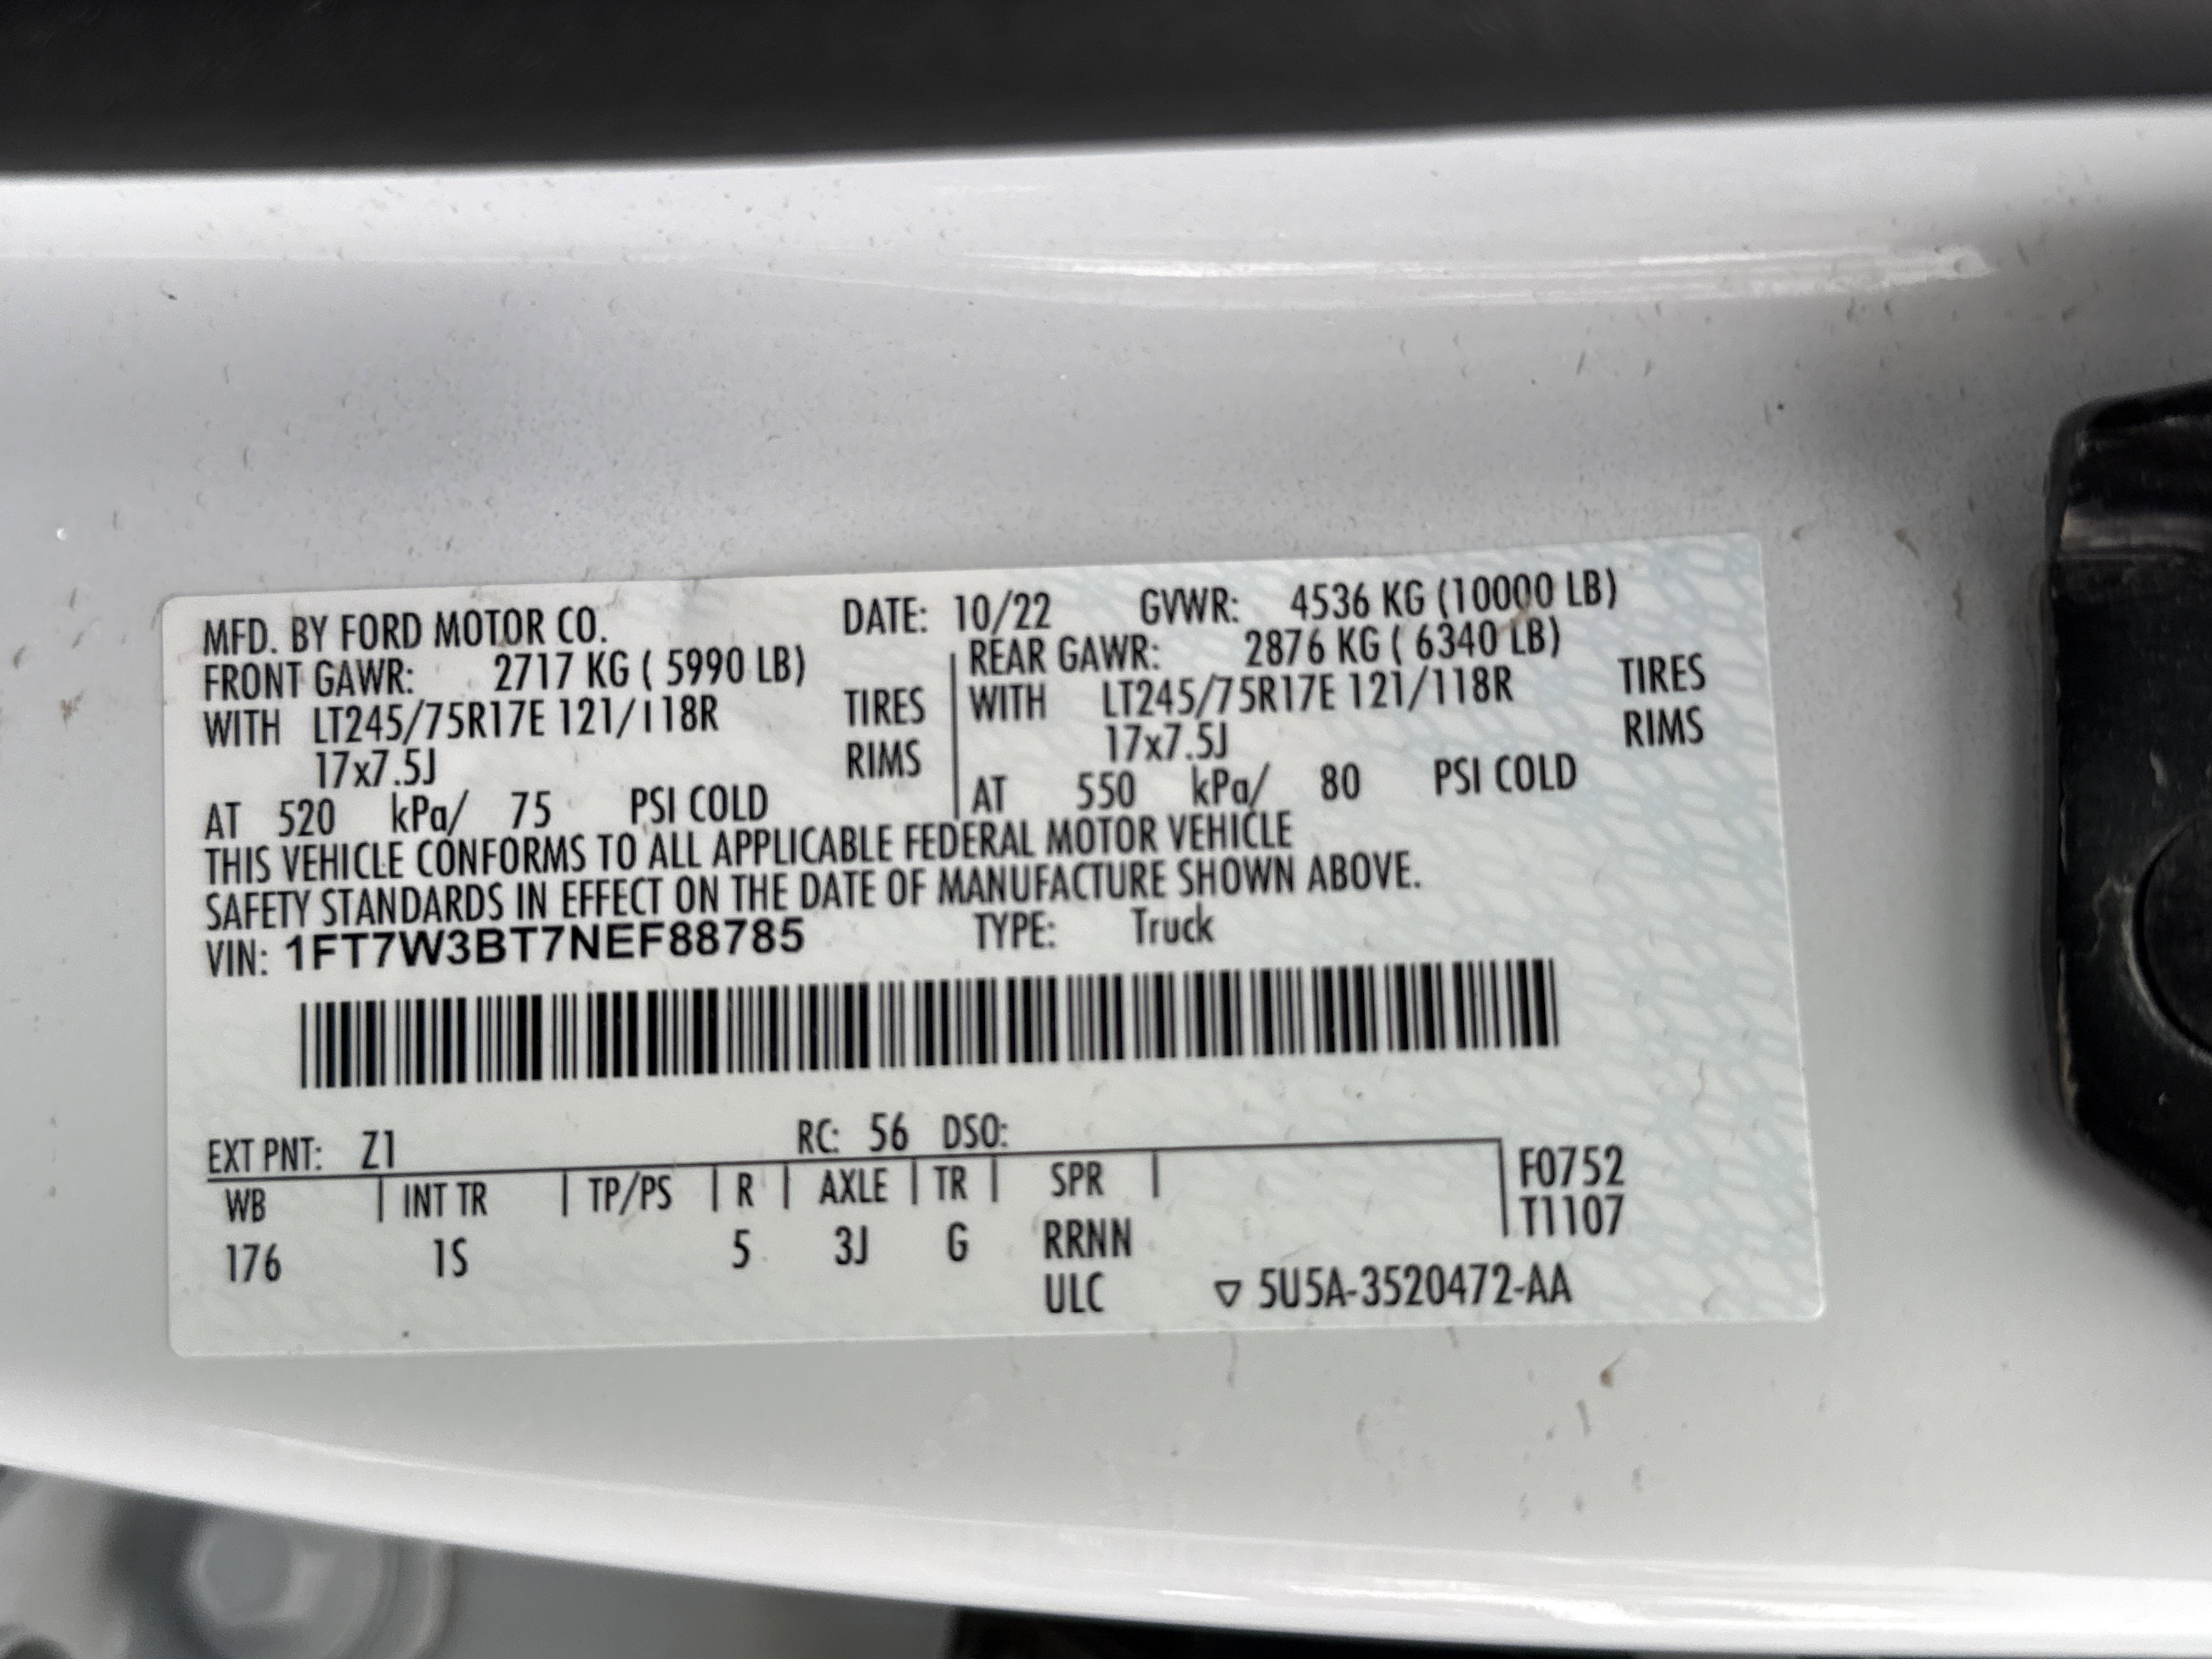 MFD. BY FORD MOTOR CO. DATE: 10/22 GVWR: 4536 KG (10000 LB)
FRONT GAWR: 2717 KG ( 5990 LB) REAR GAWR: 2876 KG ( 6340 LB)
WITH LT245/75R17E 121/118R TIRES WITH LT245/75R17E 121/118R TIRES
17x7.5J RIMS 17x7.5J RIMS
AT 520 kPa/ 75 PSI COLD AT 550 kPa/ 80 PSI COLD
THIS VEHICLE CONFORMS TO ALL APPLICABLE FEDERAL MOTOR VEHICLE
SAFETY STANDARDS IN EFFECT ON THE DATE OF MANUFACTURE SHOWN ABOVE.
VIN: 1FT7W3BT7NEF88785 TYPE: Truck
EXT PNT: Z1 RC: 56 DSO:
WB | INT TR | TP/PS | R | AXLE | TR | SPR | F0752
176 1S 5 3J G RRNN T1107
ULC ▽ 5U5A-3520472-AA